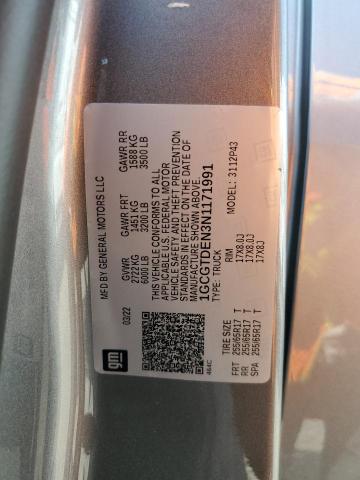 MFD BY GENERAL MOTORS LLC
03/22 GVWR GAWR FRT GAWR RR
2722KG 1451 KG 1588 KG
6000 LB 3200 LB 3500 LB
THIS VEHICLE CONFORMS TO ALL
APPLICABLE U.S. FEDERAL MOTOR
VEHICLE SAFETY AND THEFT PREVENTION
STANDARDS IN EFFECT ON THE DATE OF
MANUFACTURE SHOWN ABOVE.
1GCGTDEN3N1171991
TYPE: TRUCK 3112P43
gm
464C
TIRE SIZE RIM
FRT 255/65R17 T 17X8.0J
RR 255/65R17 T 17X8.0J
SPA 255/65R17 T 17X8J